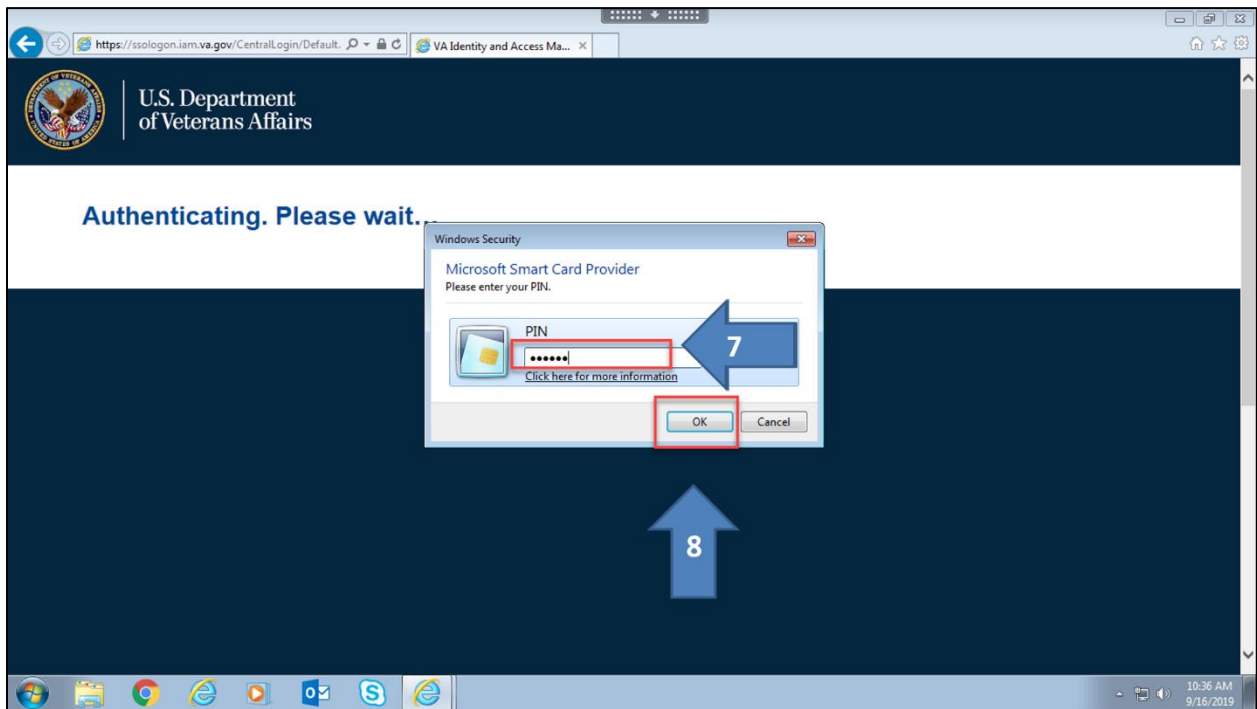 https://ssologon.iam.va.gov/CentralLogin/Default.
VA Identity and Access Ma...
U.S. Department
of Veterans Affairs
Authenticating. Please wait...
Windows Security
Microsoft Smart Card Provider
Please enter your PIN.
PIN
••••••
7
Click here for more information
OK
Cancel
8
10:36 AM
9/16/2019